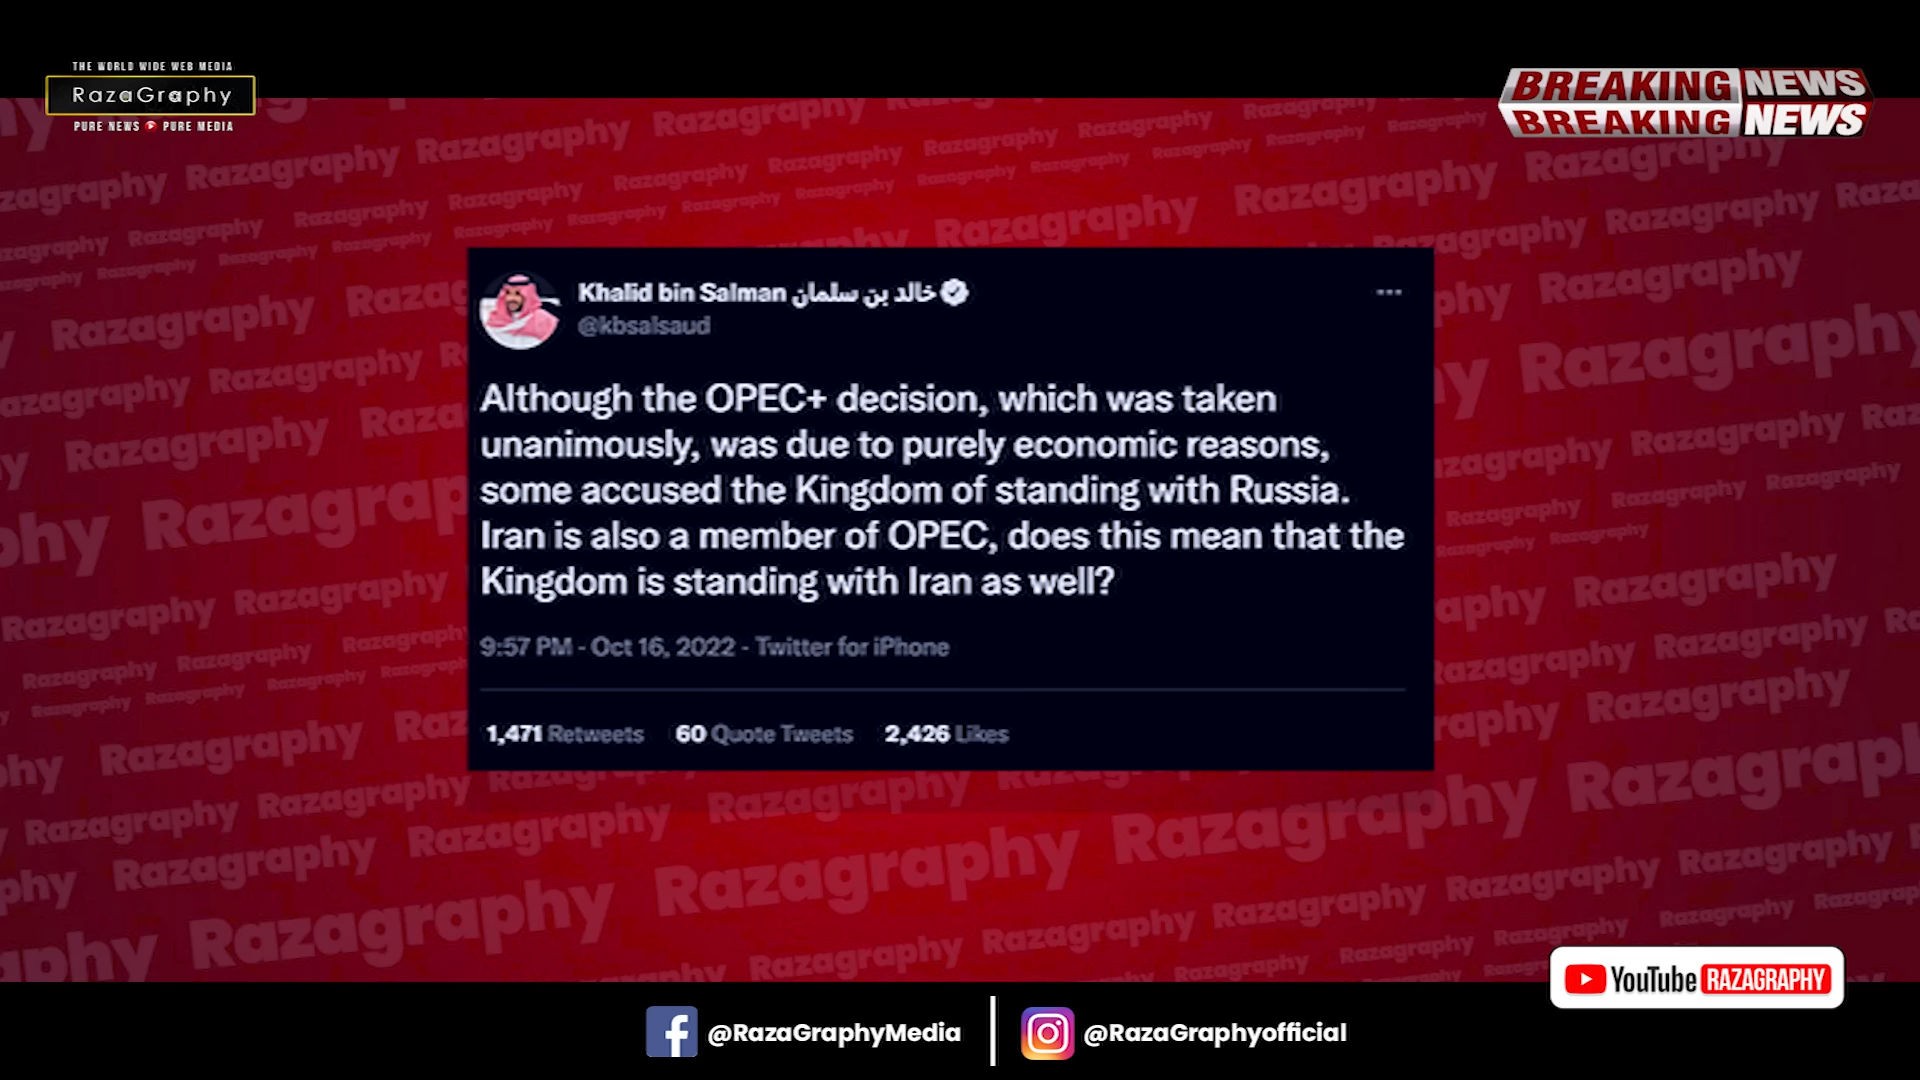 THE WORLD WIDE WEB MEDIA
RazaGraphy
PURE NEWS PURE MEDIA
BREAKING NEWS
BREAKING NEWS
Khalid bin Salman خالد بن سلمان
@kbsalsaud
Although the OPEC+ decision, which was taken
unanimously, was due to purely economic reasons,
some accused the Kingdom of standing with Russia.
Iran is also a member of OPEC, does this mean that the
Kingdom is standing with Iran as well?
9:57 PM - Oct 16, 2022 - Twitter for iPhone
1,471 Retweets 60 Quote Tweets 2,426 Likes
YouTube RAZAGRAPHY
@RazaGraphyMedia
@RazaGraphyofficial